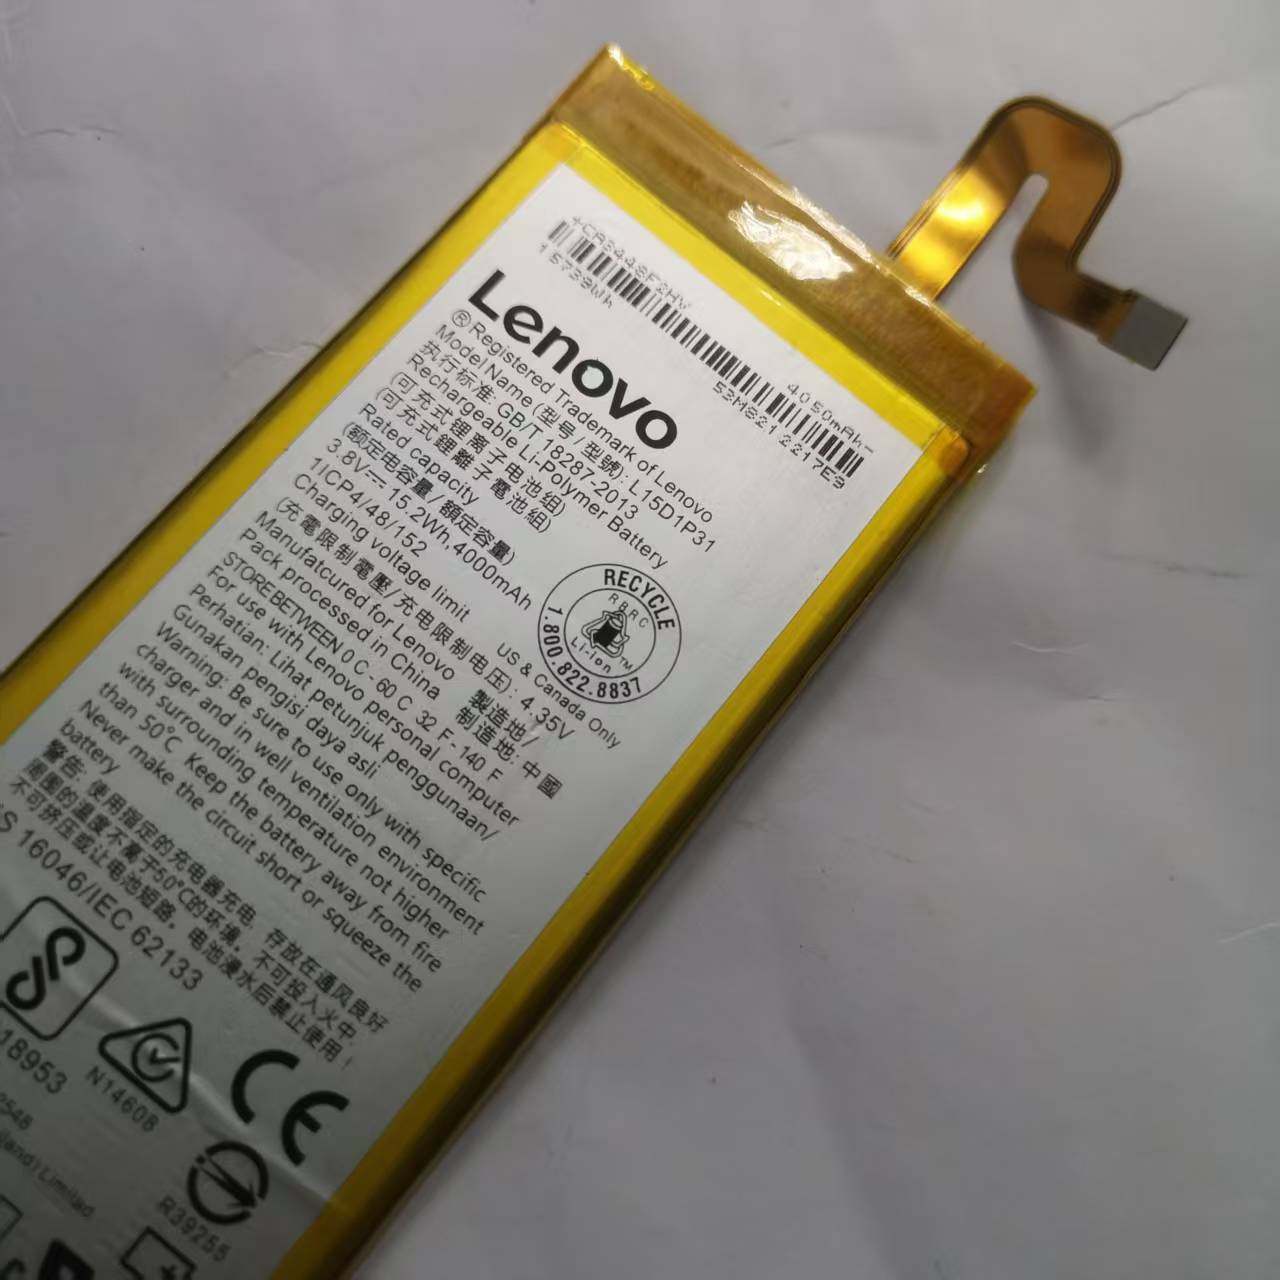 +CA3448F2HV 4050mAh-
15739Wh 53M8212217E9
Lenovo
® Registered Trademark of Lenovo
Model Name (型号/型號): L15D1P31
执行标准: GB/T 18287-2013
Rechargeable Li-Polymer Battery
(可充式锂离子电池组)
(可充式鋰離子電池組)
Rated capacity
(额定电容量/額定容量)
3.8V⎓15.2Wh,4000mAh
1ICP4/48/152
Charging voltage limit
(充電限制電壓/充电限制电压): 4.35V
Manufatcured for Lenovo 製造地/
Pack processed in China 制造地: 中國
STORE BETWEEN 0 C - 60 C 32 F - 140 F
For use with Lenovo personal computer
Perhatian: Lihat petunjuk penggunaan/
Gunakan pengisi daya asli
Warning: Be sure to use only with specific
charger and in well ventilation environment
with surrounding temperature not higher
than 50℃ Keep the battery away from fire
Never make the circuit short or squeeze the
battery
警告: 使用指定的充电器充电, 存放在通风良好
周围的温度不高于50℃的环境, 不可投入火中
不可挤压或让电池短路, 电池浸水后禁止使用!
RECYCLE
RBRC
Li-ion
TM
1.800.822.8837
US & Canada Only
S 16046/IEC 62133
18953
N14608
CE
R39255
2548
Limited